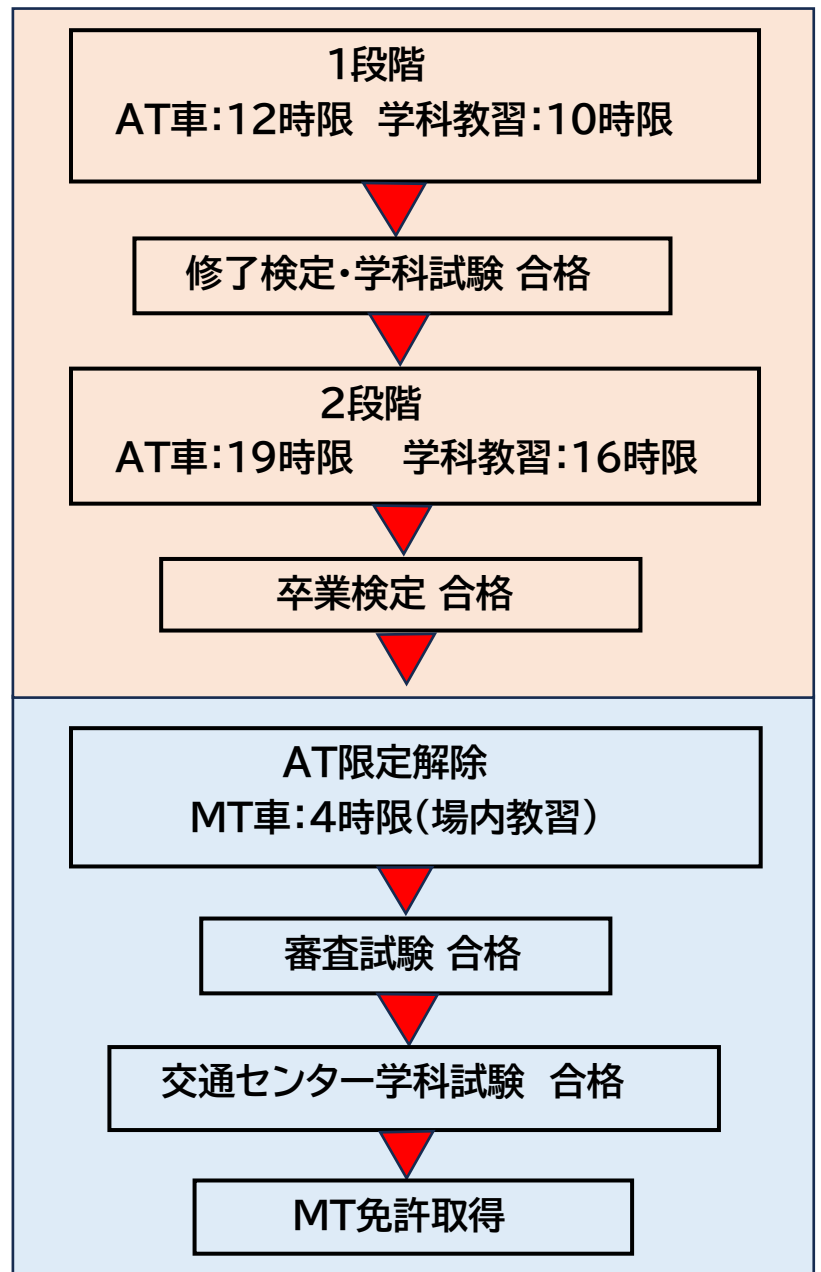 1段階
AT車：12時限 学科教習：10時限
修了検定・学科試験 合格
2段階
AT車：19時限 学科教習：16時限
卒業検定 合格
AT限定解除
MT車：4時限（場内教習）
審査試験 合格
交通センター学科試験 合格
MT免許取得